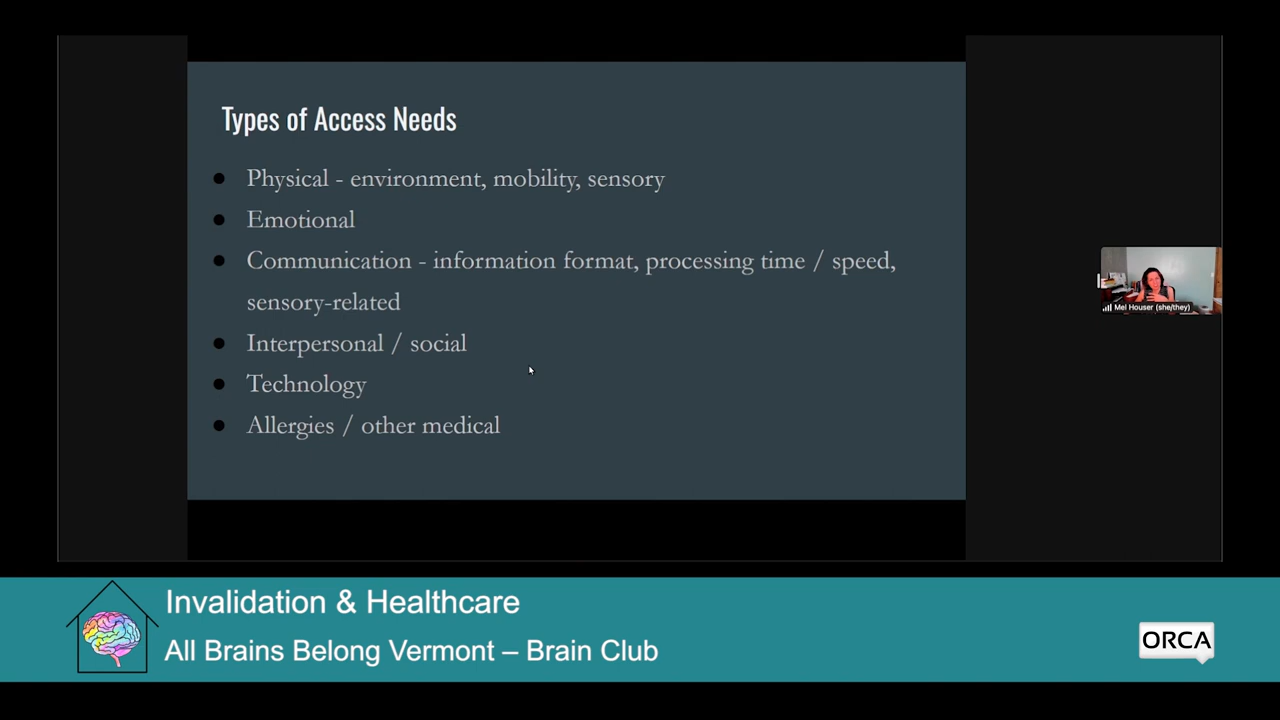 Types of Access Needs
● Physical - environment, mobility, sensory
● Emotional
● Communication - information format, processing time / speed,
sensory-related
● Interpersonal / social
● Technology
● Allergies / other medical
Mel Houser (she/they)
Invalidation & Healthcare
All Brains Belong Vermont – Brain Club
ORCA